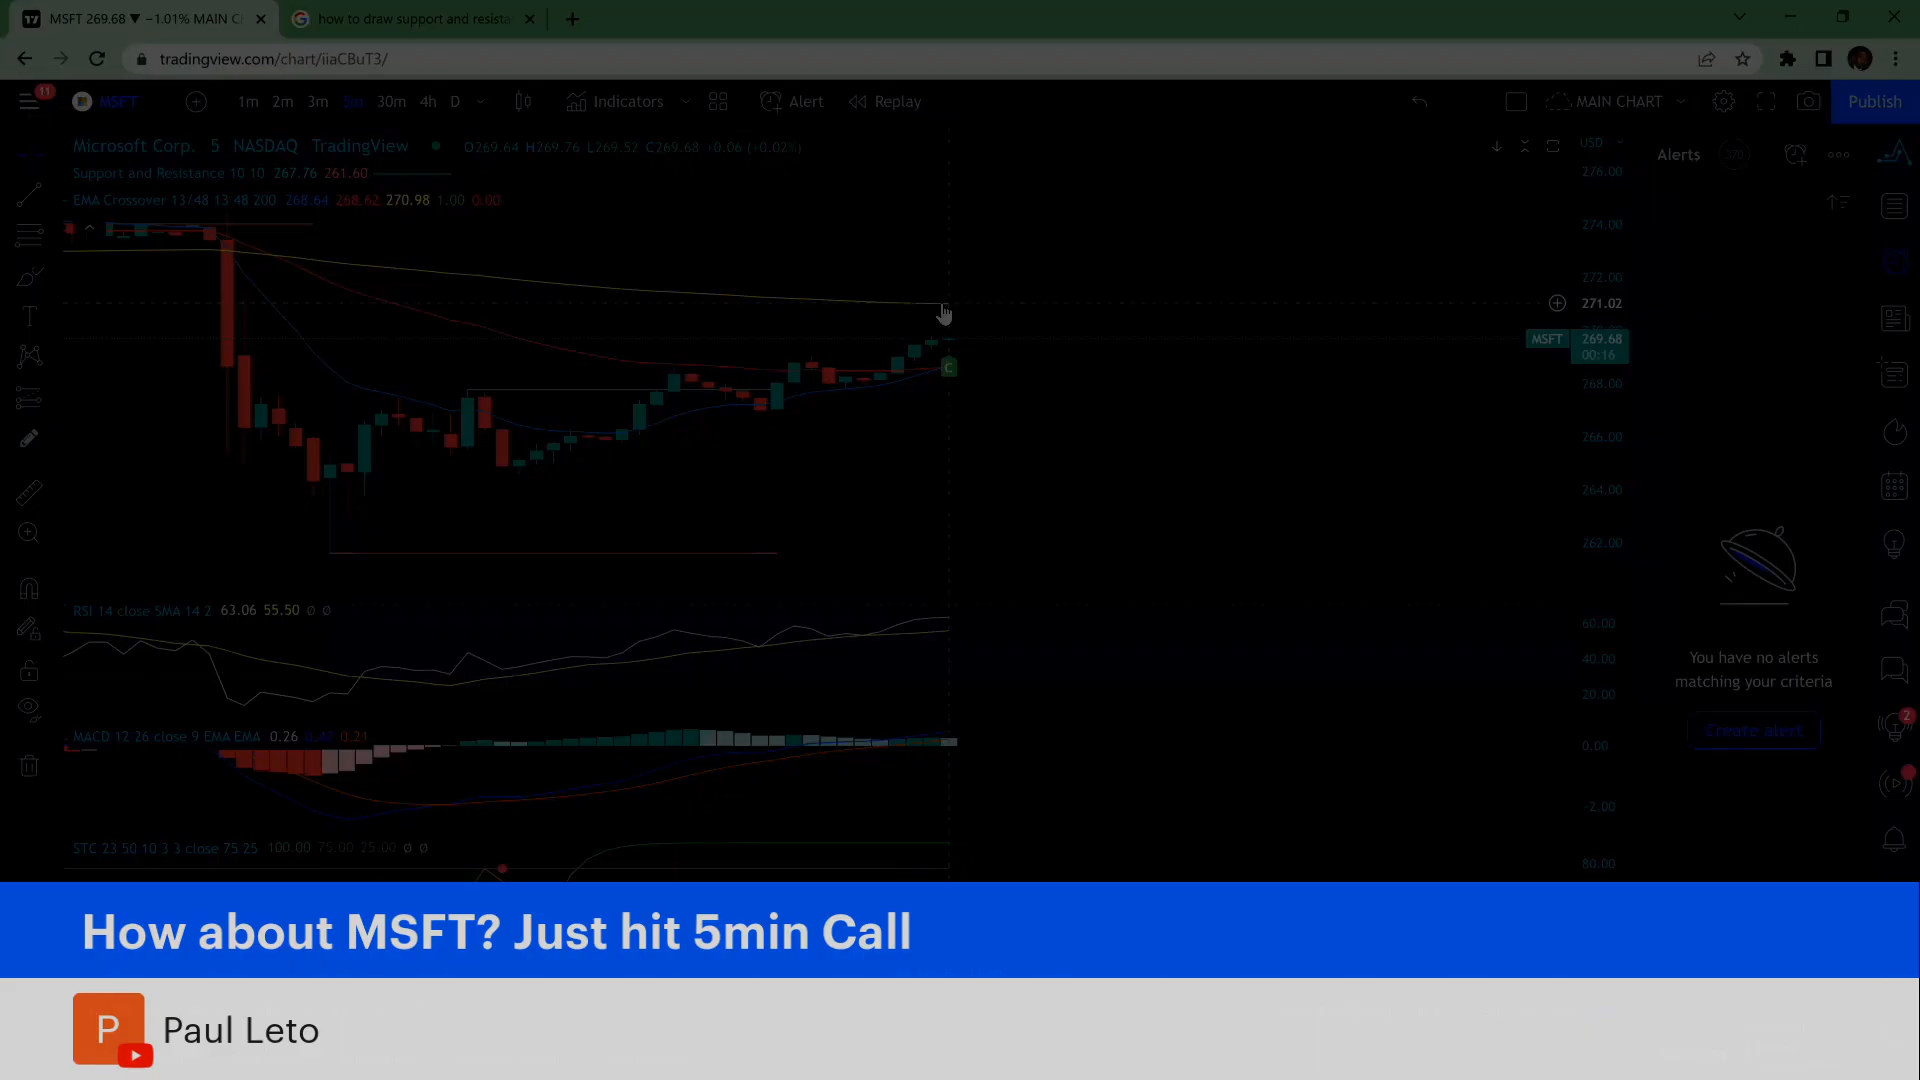 MSFT 269.68 ▼ −1.01% MAIN C
how to draw support and resista
tradingview.com/chart/iiaCBuT3/
11
MSFT 1m 2m 3m 5m 30m 4h D Indicators Alert Replay MAIN CHART Publish
Microsoft Corp. 5 NASDAQ TradingView O269.64 H269.76 L269.52 C269.68 +0.06 (+0.02%)
USD
Alerts
276.00
Support and Resistance 10 10 267.76 261.60
EMA Crossover 13/48 13 48 200 268.64 268.62 270.98 1.00 0.00
274.00
272.00
271.02
MSFT 269.68
00:16
C
268.00
266.00
264.00
262.00
RSI 14 close SMA 14 2 63.06 55.50 ∅ ∅
60.00
40.00
20.00
You have no alerts
matching your criteria
Create alert
2
MACD 12 26 close 9 EMA EMA 0.26 0.47 0.21
0.00
-2.00
STC 23 50 10 3 3 close 75 25 100.00 75.00 25.00 ∅ ∅
80.00
How about MSFT? Just hit 5min Call
P
Paul Leto